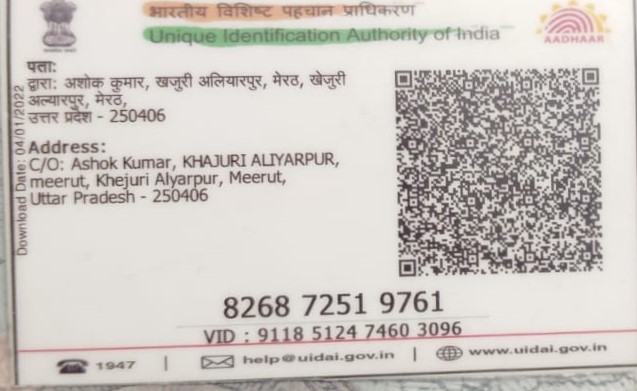 भारतीय विशिष्ट पहचान प्राधिकरण
Unique Identification Authority of India
AADHAAR
पता:
द्वारा: अशोक कुमार, खजुरी अलियारपुर, मेरठ, खेजुरी
अल्यारपुर, मेरठ,
उत्तर प्रदेश - 250406
Address:
C/O: Ashok Kumar, KHAJURI ALIYARPUR,
meerut, Khejuri Alyarpur, Meerut,
Uttar Pradesh - 250406
Download Date: 04/01/2022
8268 7251 9761
VID : 9118 5124 7460 3096
1947 | help@uidai.gov.in | www.uidai.gov.in